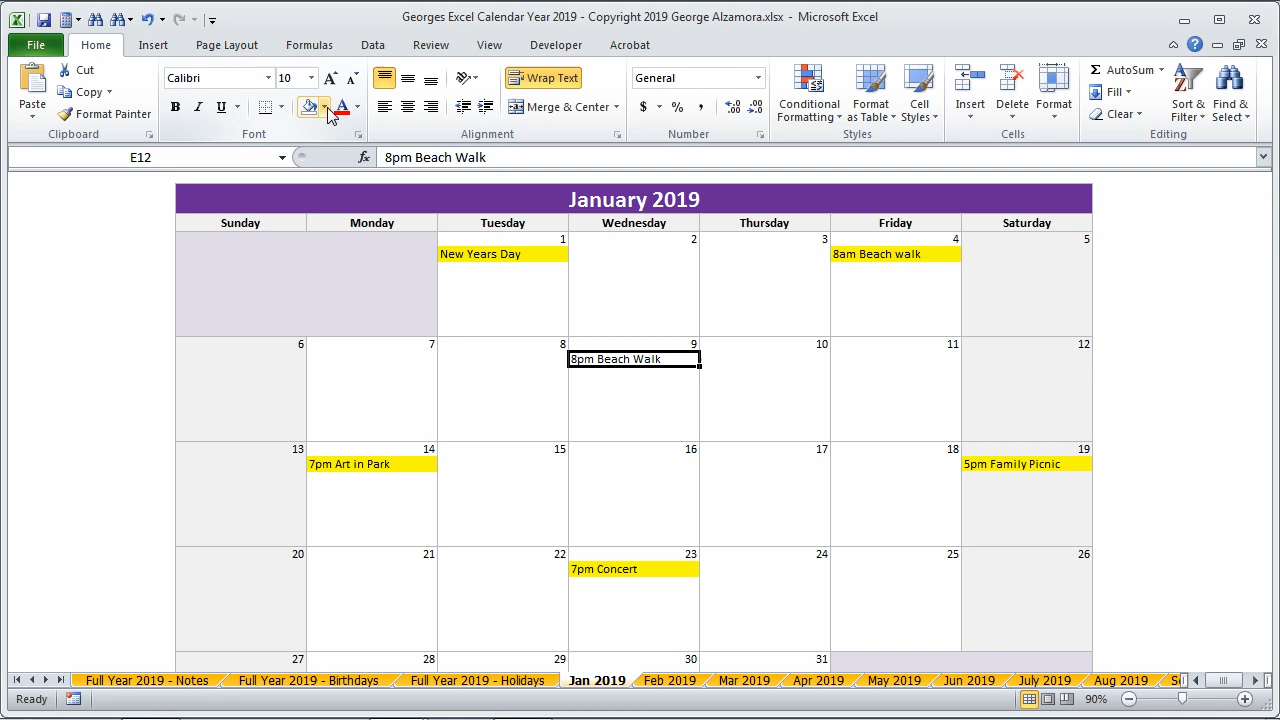 Georges Excel Calendar Year 2019 - Copyright 2019 George Alzamora.xlsx - Microsoft Excel
File Home Insert Page Layout Formulas Data Review View Developer Acrobat
Paste
Cut
Copy
Format Painter
Clipboard
Calibri 10
B I U A
Font
Wrap Text
Merge & Center
Alignment
General
$ % ,
Number
Conditional Formatting
Format as Table
Cell Styles
Styles
Insert
Delete
Format
Cells
AutoSum
Fill
Clear
Sort & Filter
Find & Select
Editing
E12 fx 8pm Beach Walk
January 2019
Sunday Monday Tuesday Wednesday Thursday Friday Saturday
1 2 3 4 5
New Years Day 8am Beach walk
6 7 8 9 10 11 12
8pm Beach Walk
13 14 15 16 17 18 19
7pm Art in Park 5pm Family Picnic
20 21 22 23 24 25 26
7pm Concert
27 28 29 30 31
Full Year 2019 - Notes Full Year 2019 - Birthdays Full Year 2019 - Holidays Jan 2019 Feb 2019 Mar 2019 Apr 2019 May 2019 Jun 2019 July 2019 Aug 2019
Ready 90%